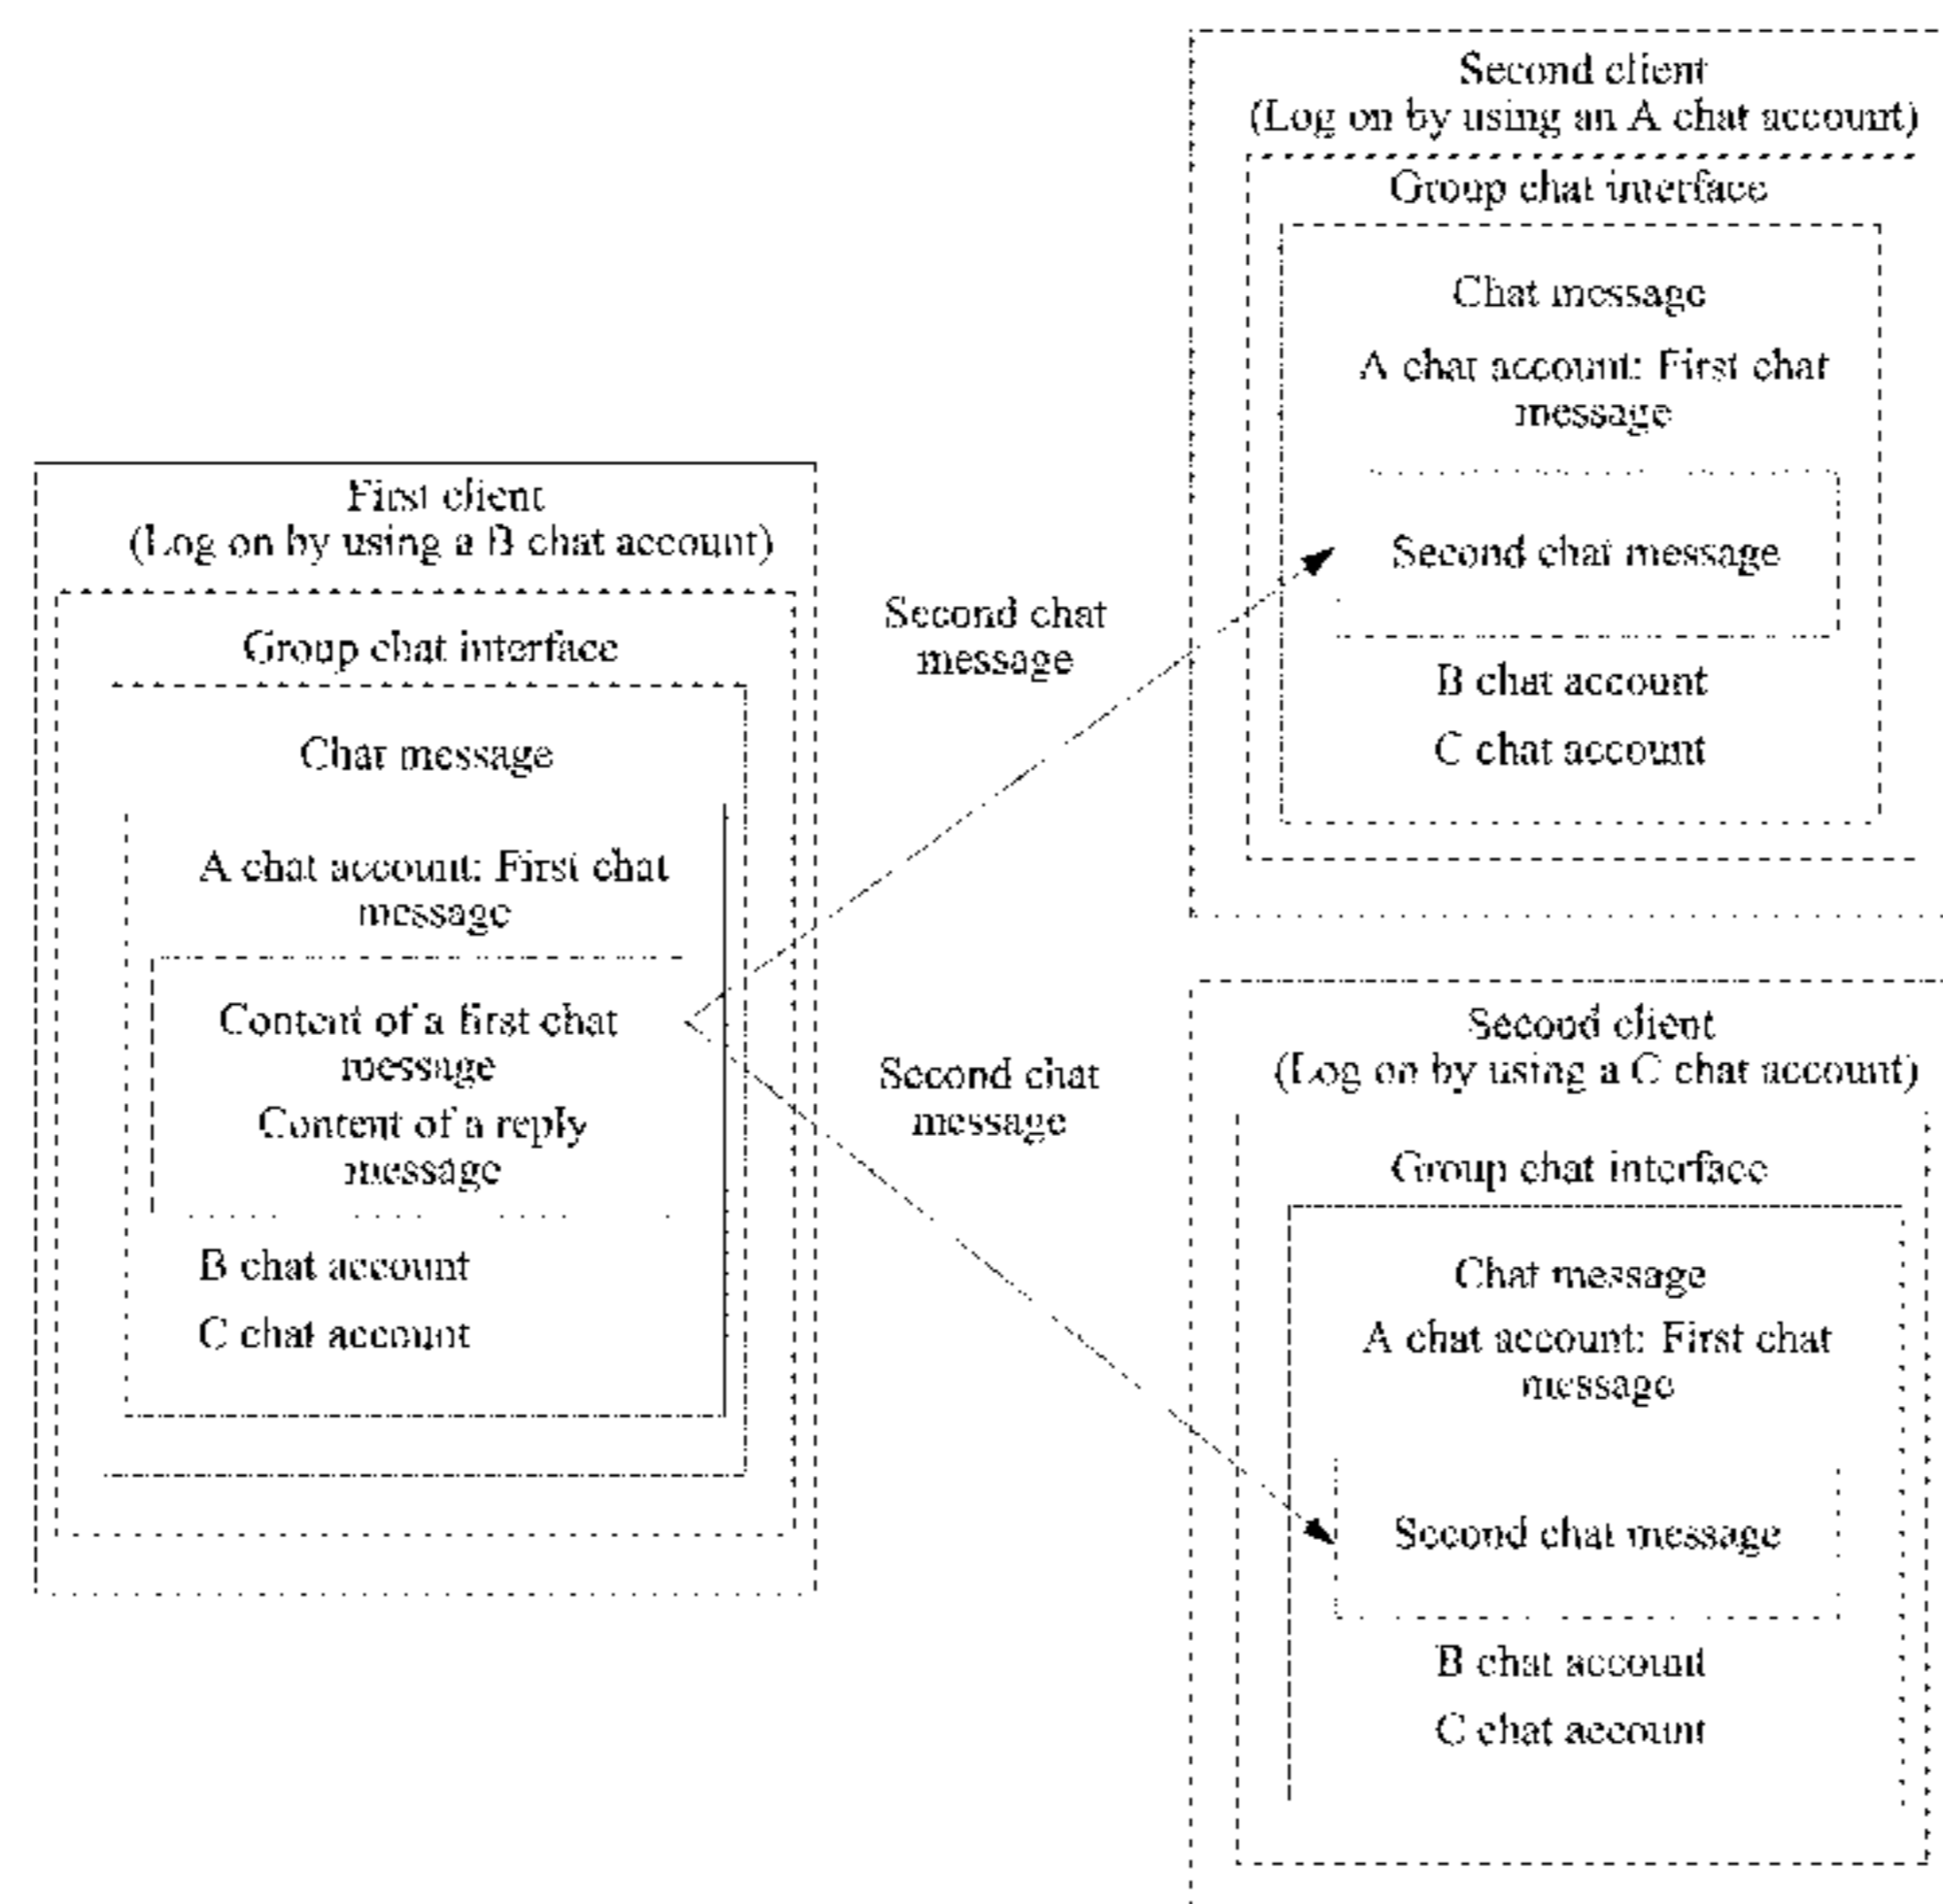 First client
(Log on by using a B chat account)
Group chat interface
Chat message
A chat account: First chat
message
Content of a first chat
message
Content of a reply
message
B chat account
C chat account
Second chat
message
Second chat
message
Second client
(Log on by using an A chat account)
Group chat interface
Chat message
A chat account: First chat
message
Second chat message
B chat account
C chat account
Second client
(Log on by using a C chat account)
Group chat interface
Chat message
A chat account: First chat
message
Second chat message
B chat account
C chat account